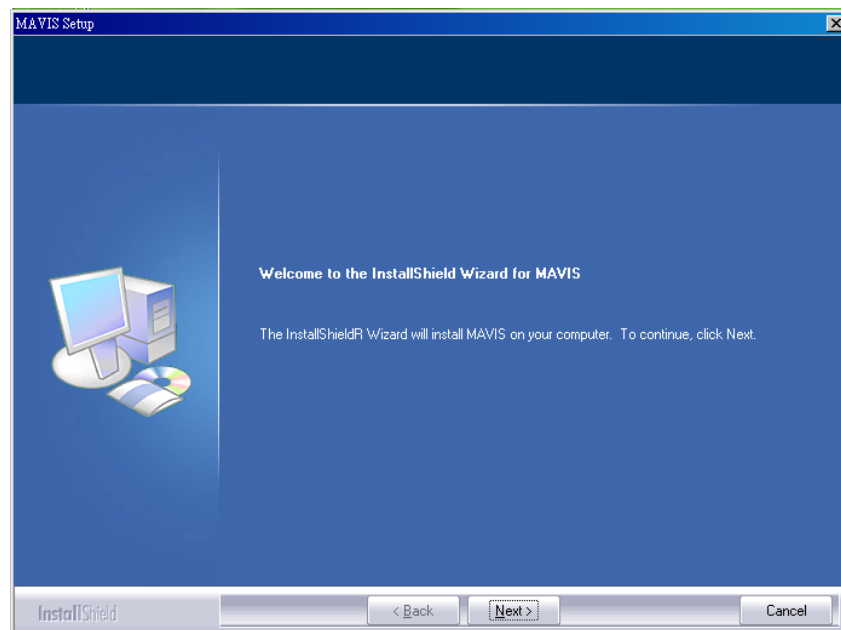 MAVIS Setup
Welcome to the InstallShield Wizard for MAVIS
The InstallShieldR Wizard will install MAVIS on your computer. To continue, click Next.
InstallShield
< Back
Next >
Cancel